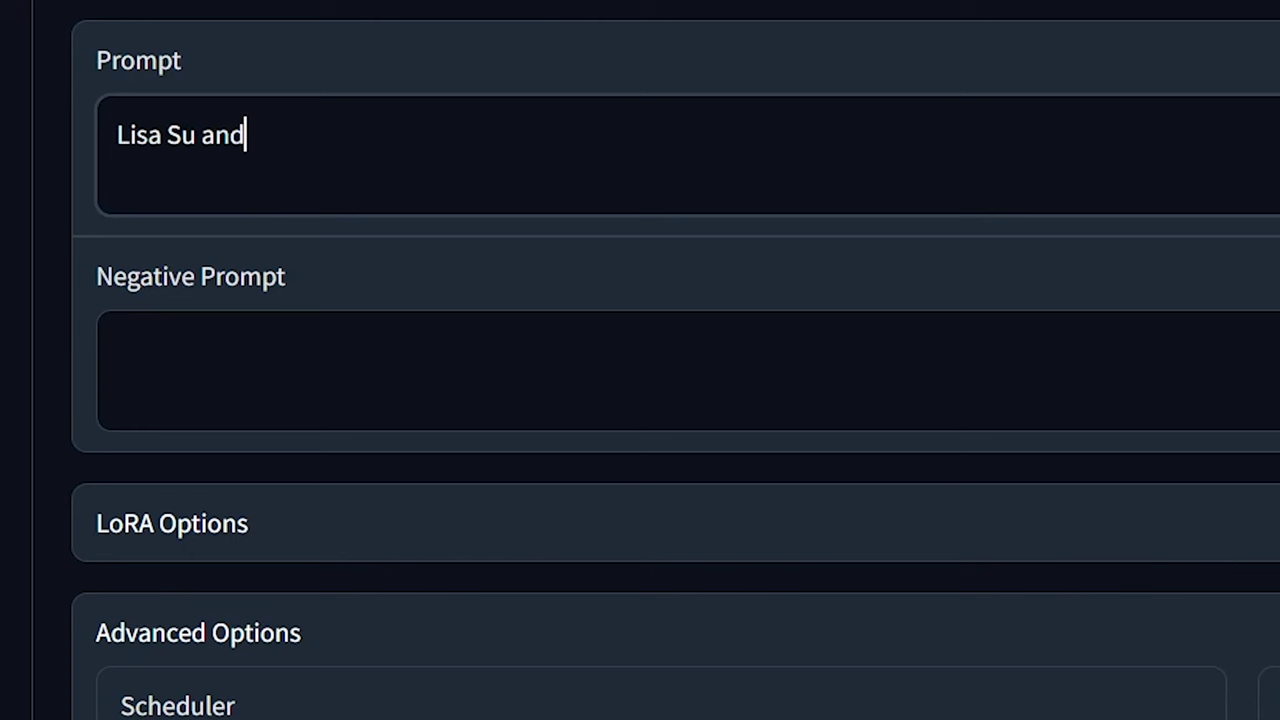 Prompt
Lisa Su and
Negative Prompt
LoRA Options
Advanced Options
Scheduler